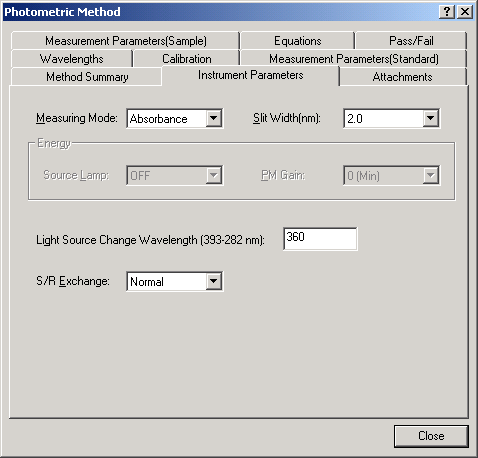 Photometric Method
Measurement Parameters(Sample) Equations Pass/Fail
Wavelengths Calibration Measurement Parameters(Standard)
Method Summary Instrument Parameters Attachments
Measuring Mode: Absorbance Slit Width(nm): 2.0
Energy
Source Lamp: OFF PM Gain: 0 (Min)
Light Source Change Wavelength (393-282 nm): 360
S/R Exchange: Normal
Close